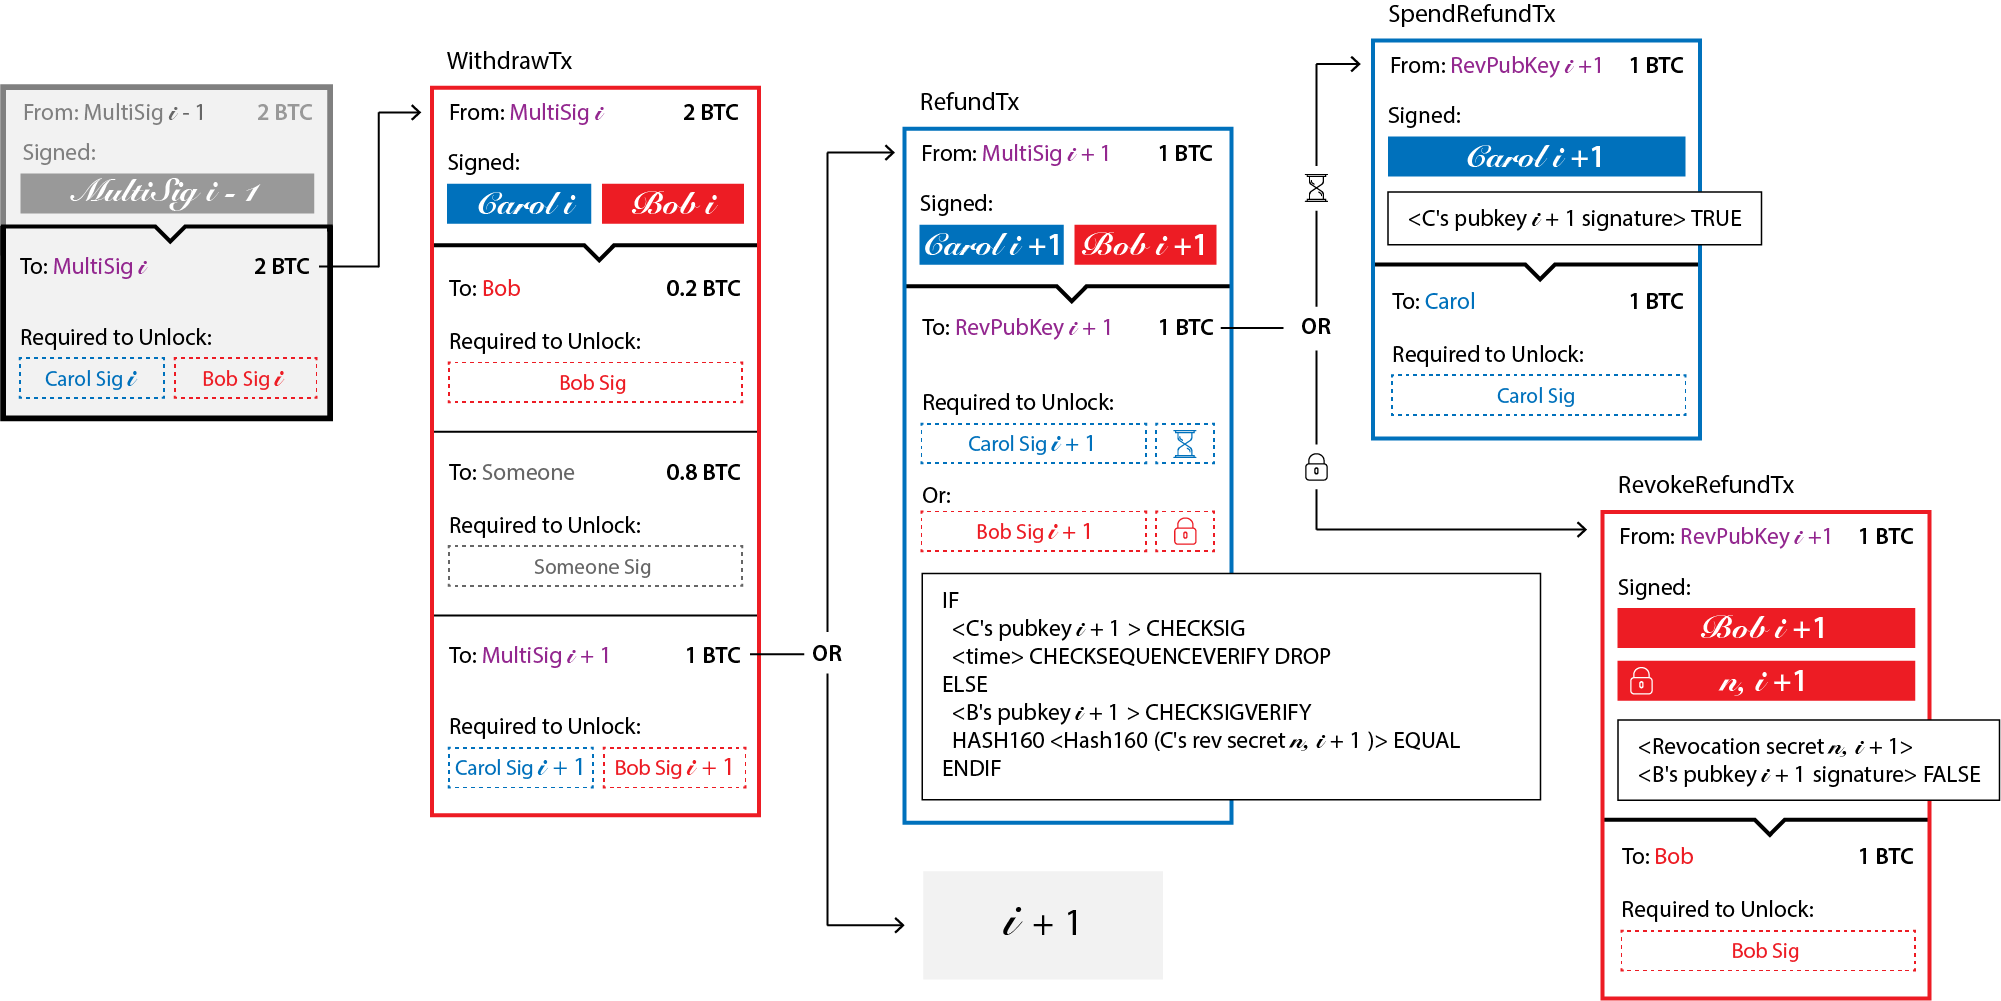 From: MultiSig i - 1 2 BTC
Signed:
MultiSig i - 1
To: MultiSig i 2 BTC
Required to Unlock:
Carol Sig i Bob Sig i
WithdrawTx
From: MultiSig i 2 BTC
Signed:
Carol i Bob i
To: Bob 0.2 BTC
Required to Unlock:
Bob Sig
To: Someone 0.8 BTC
Required to Unlock:
Someone Sig
To: MultiSig i + 1 1 BTC
Required to Unlock:
Carol Sig i + 1 Bob Sig i + 1
OR
RefundTx
From: MultiSig i + 1 1 BTC
Signed:
Carol i +1 Bob i +1
To: RevPubKey i + 1 1 BTC
Required to Unlock:
Carol Sig i + 1
Or:
Bob Sig i + 1
IF
<C's pubkey i + 1 > CHECKSIG
<time> CHECKSEQUENCEVERIFY DROP
ELSE
<B's pubkey i + 1 > CHECKSIGVERIFY
HASH160 <Hash160 (C's rev secret n, i + 1 )> EQUAL
ENDIF
i + 1
OR
SpendRefundTx
From: RevPubKey i +1 1 BTC
Signed:
Carol i +1
<C's pubkey i + 1 signature> TRUE
To: Carol 1 BTC
Required to Unlock:
Carol Sig
RevokeRefundTx
From: RevPubKey i +1 1 BTC
Signed:
Bob i +1
n, i +1
<Revocation secret n, i + 1>
<B's pubkey i + 1 signature> FALSE
To: Bob 1 BTC
Required to Unlock:
Bob Sig